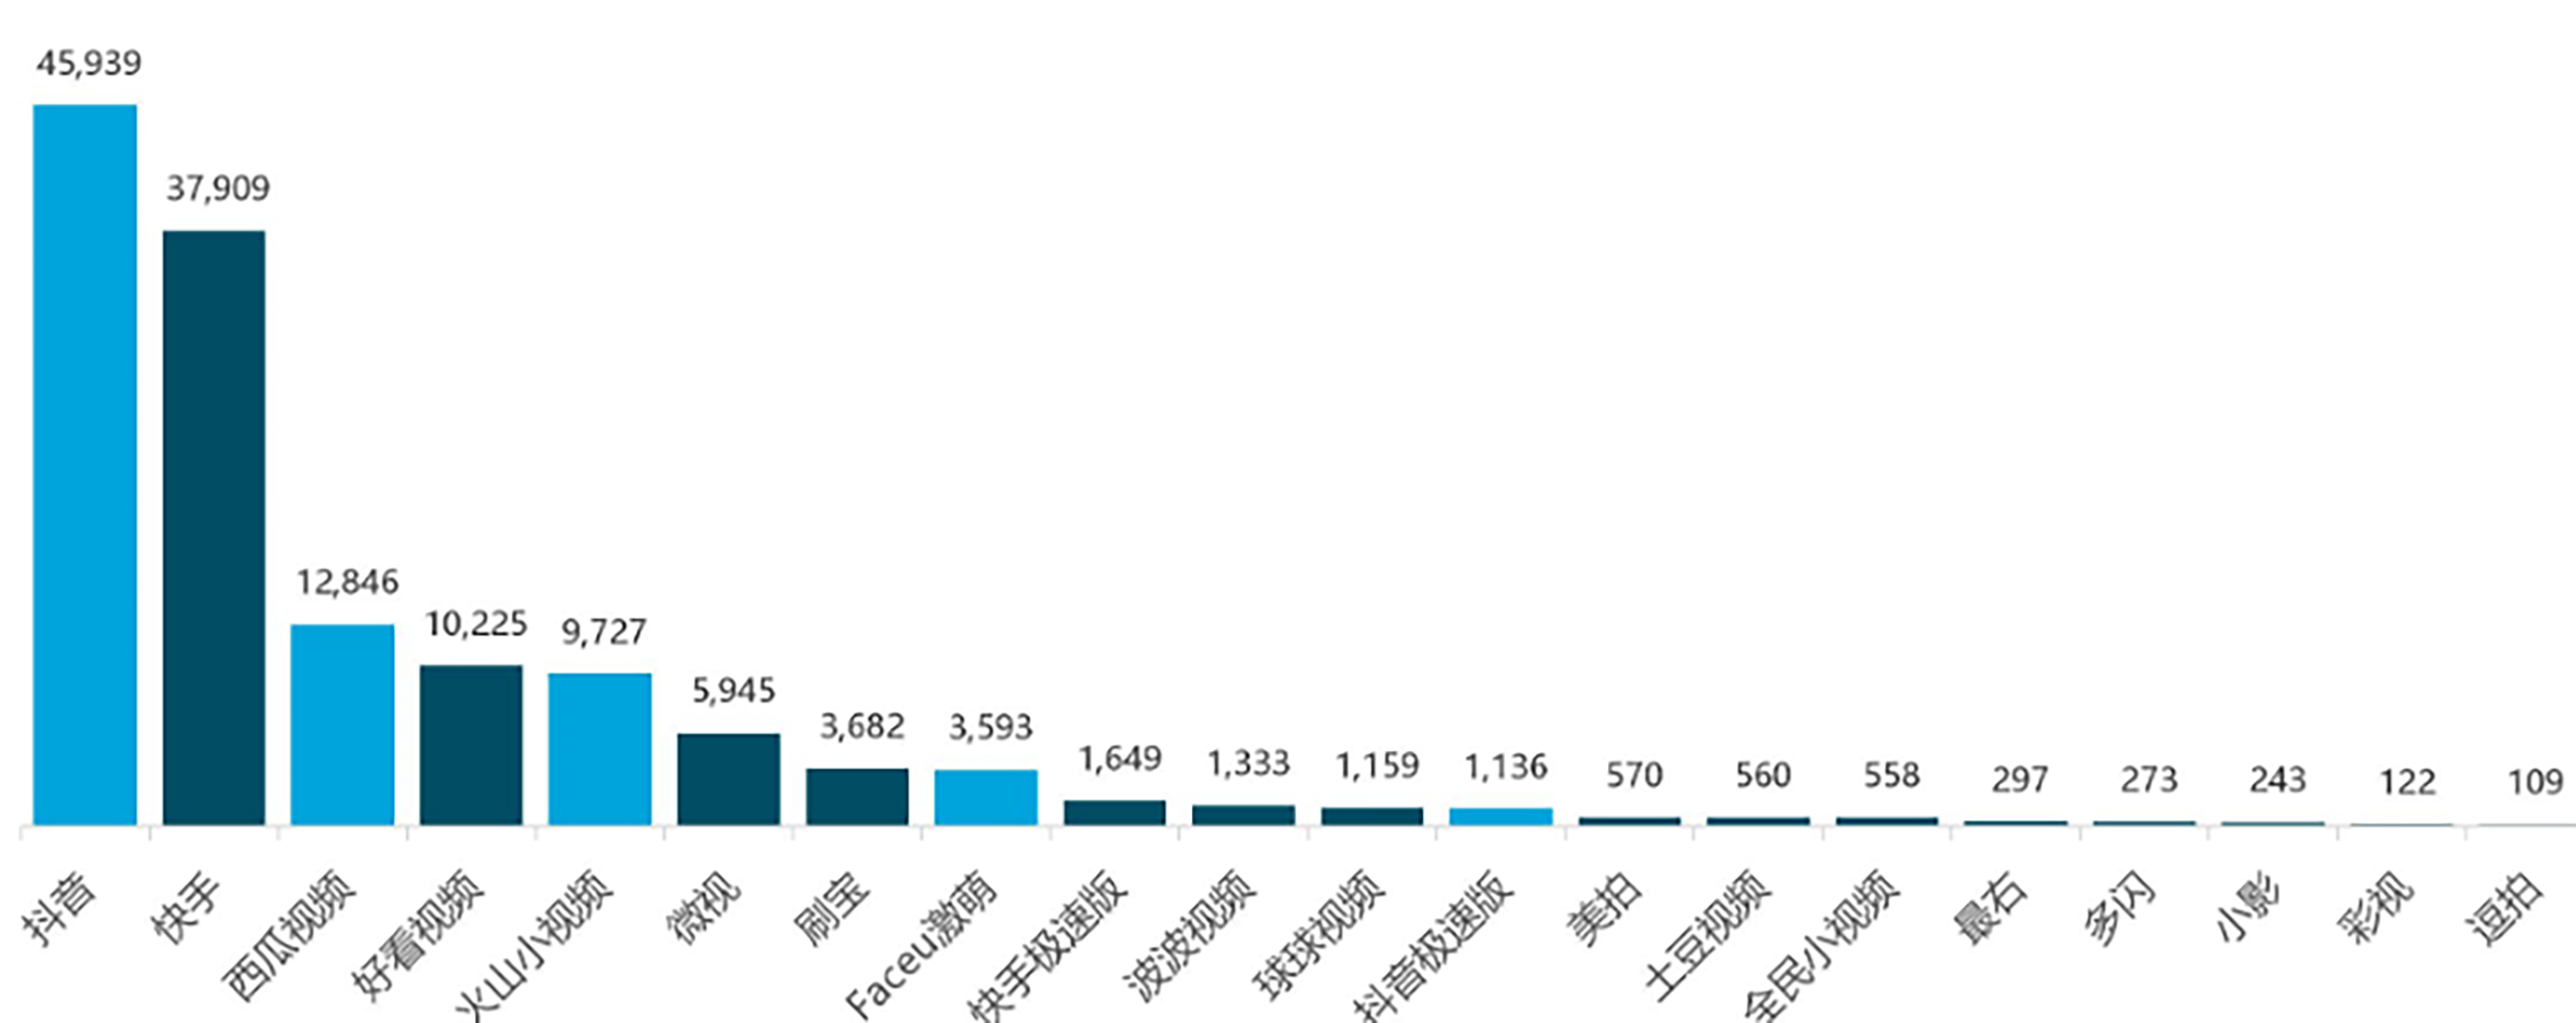 45,939
37,909
12,846
10,225
9,727
5,945
3,682
3,593
1,649
1,333
1,159
1,136
570
560
558
297
273
243
122
109
抖音
快手
西瓜视频
好看视频
火山小视频
微视
刷宝
Faceu激萌
快手极速版
波波视频
球球视频
抖音极速版
美拍
土豆视频
全民小视频
最右
多闪
小影
彩视
逗拍